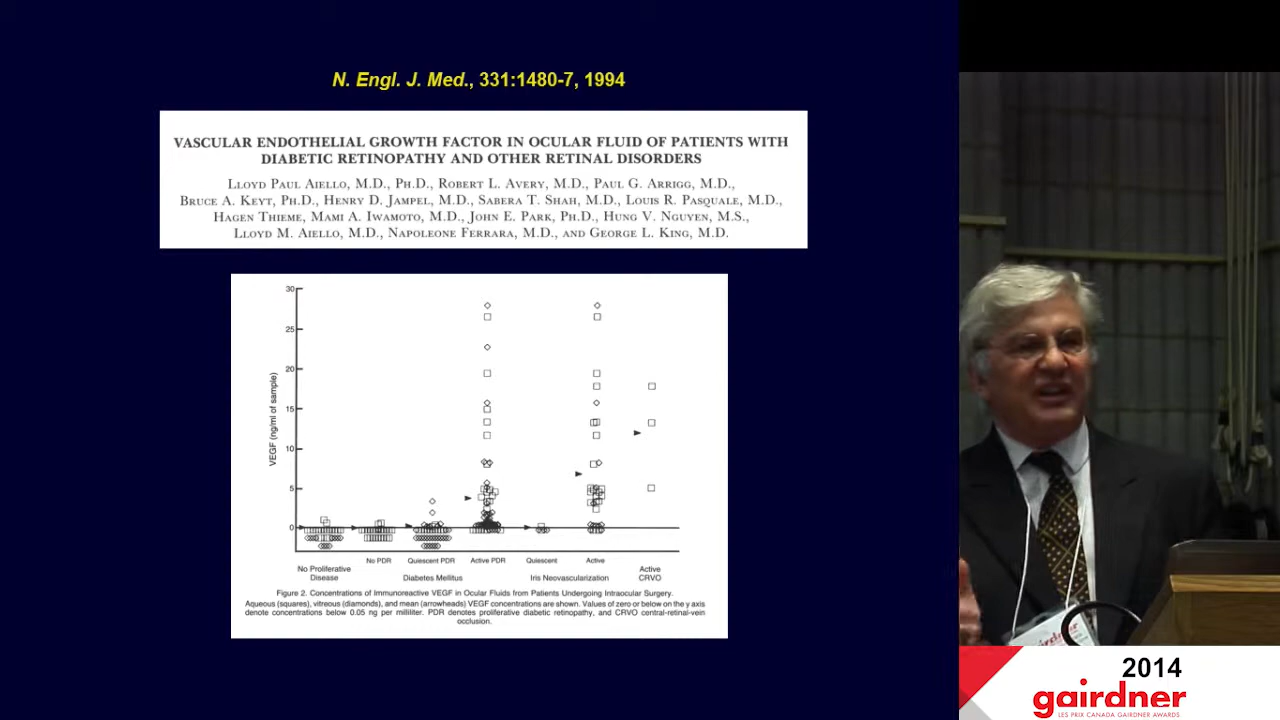 N. Engl. J. Med., 331:1480-7, 1994
VASCULAR ENDOTHELIAL GROWTH FACTOR IN OCULAR FLUID OF PATIENTS WITH
DIABETIC RETINOPATHY AND OTHER RETINAL DISORDERS
LLOYD PAUL AIELLO, M.D., PH.D., ROBERT L. AVERY, M.D., PAUL G. ARRIGG, M.D.,
BRUCE A. KEYT, PH.D., HENRY D. JAMPEL, M.D., SABERA T. SHAH, M.D., LOUIS R. PASQUALE, M.D.,
HAGEN THIEME, MAMI A. IWAMOTO, M.D., JOHN E. PARK, PH.D., HUNG V. NGUYEN, M.S.,
LLOYD M. AIELLO, M.D., NAPOLEONE FERRARA, M.D., AND GEORGE L. KING, M.D.
30
25
20
15
10
5
0
VEGF (ng/ml of sample)
No PDR Quiescent PDR Active PDR Quiescent Active
No Proliferative
Disease
Diabetes Mellitus
Iris Neovascularization
Active
CRVO
Figure 2. Concentrations of Immunoreactive VEGF in Ocular Fluids from Patients Undergoing Intraocular Surgery.
Aqueous (squares), vitreous (diamonds), and mean (arrowheads) VEGF concentrations are shown. Values of zero or below on the y axis
denote concentrations below 0.05 ng per milliliter. PDR denotes proliferative diabetic retinopathy, and CRVO central-retinal-vein
occlusion.
2014
gairdner
LES PRIX CANADA GAIRDNER AWARDS